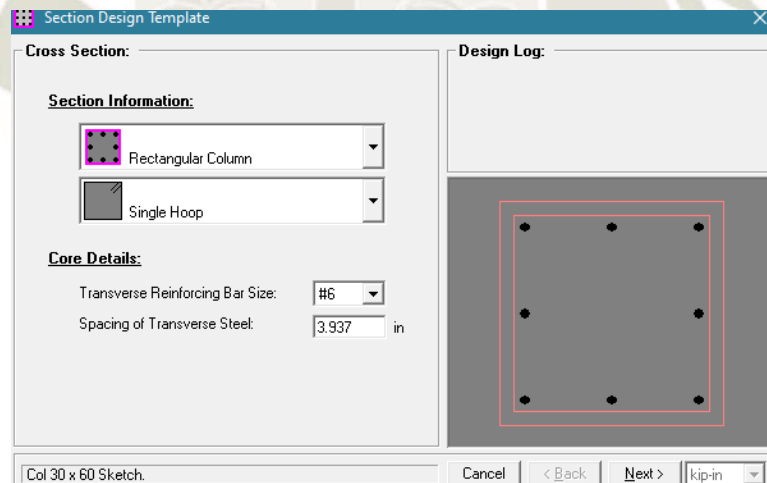 Section Design Template
Cross Section:
Section Information:
Rectangular Column
Single Hoop
Core Details:
Transverse Reinforcing Bar Size: #6
Spacing of Transverse Steel: 3.937 in
Design Log:
Col 30 x 60 Sketch. Cancel < Back Next > kip-in